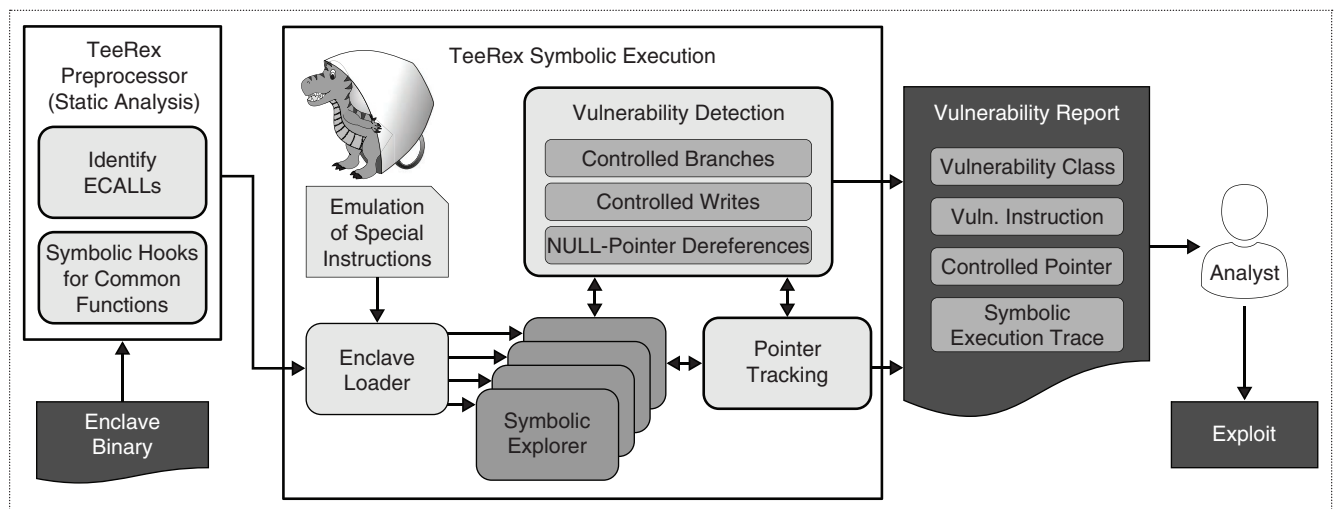 TeeRex
Preprocessor
(Static Analysis)
Identify
ECALLs
Symbolic Hooks
for Common
Functions
Enclave
Binary
TeeRex Symbolic Execution
Emulation
of Special
Instructions
Enclave
Loader
Symbolic
Explorer
Vulnerability Detection
Controlled Branches
Controlled Writes
NULL-Pointer Dereferences
Pointer
Tracking
Vulnerability Report
Vulnerability Class
Vuln. Instruction
Controlled Pointer
Symbolic
Execution Trace
Analyst
Exploit